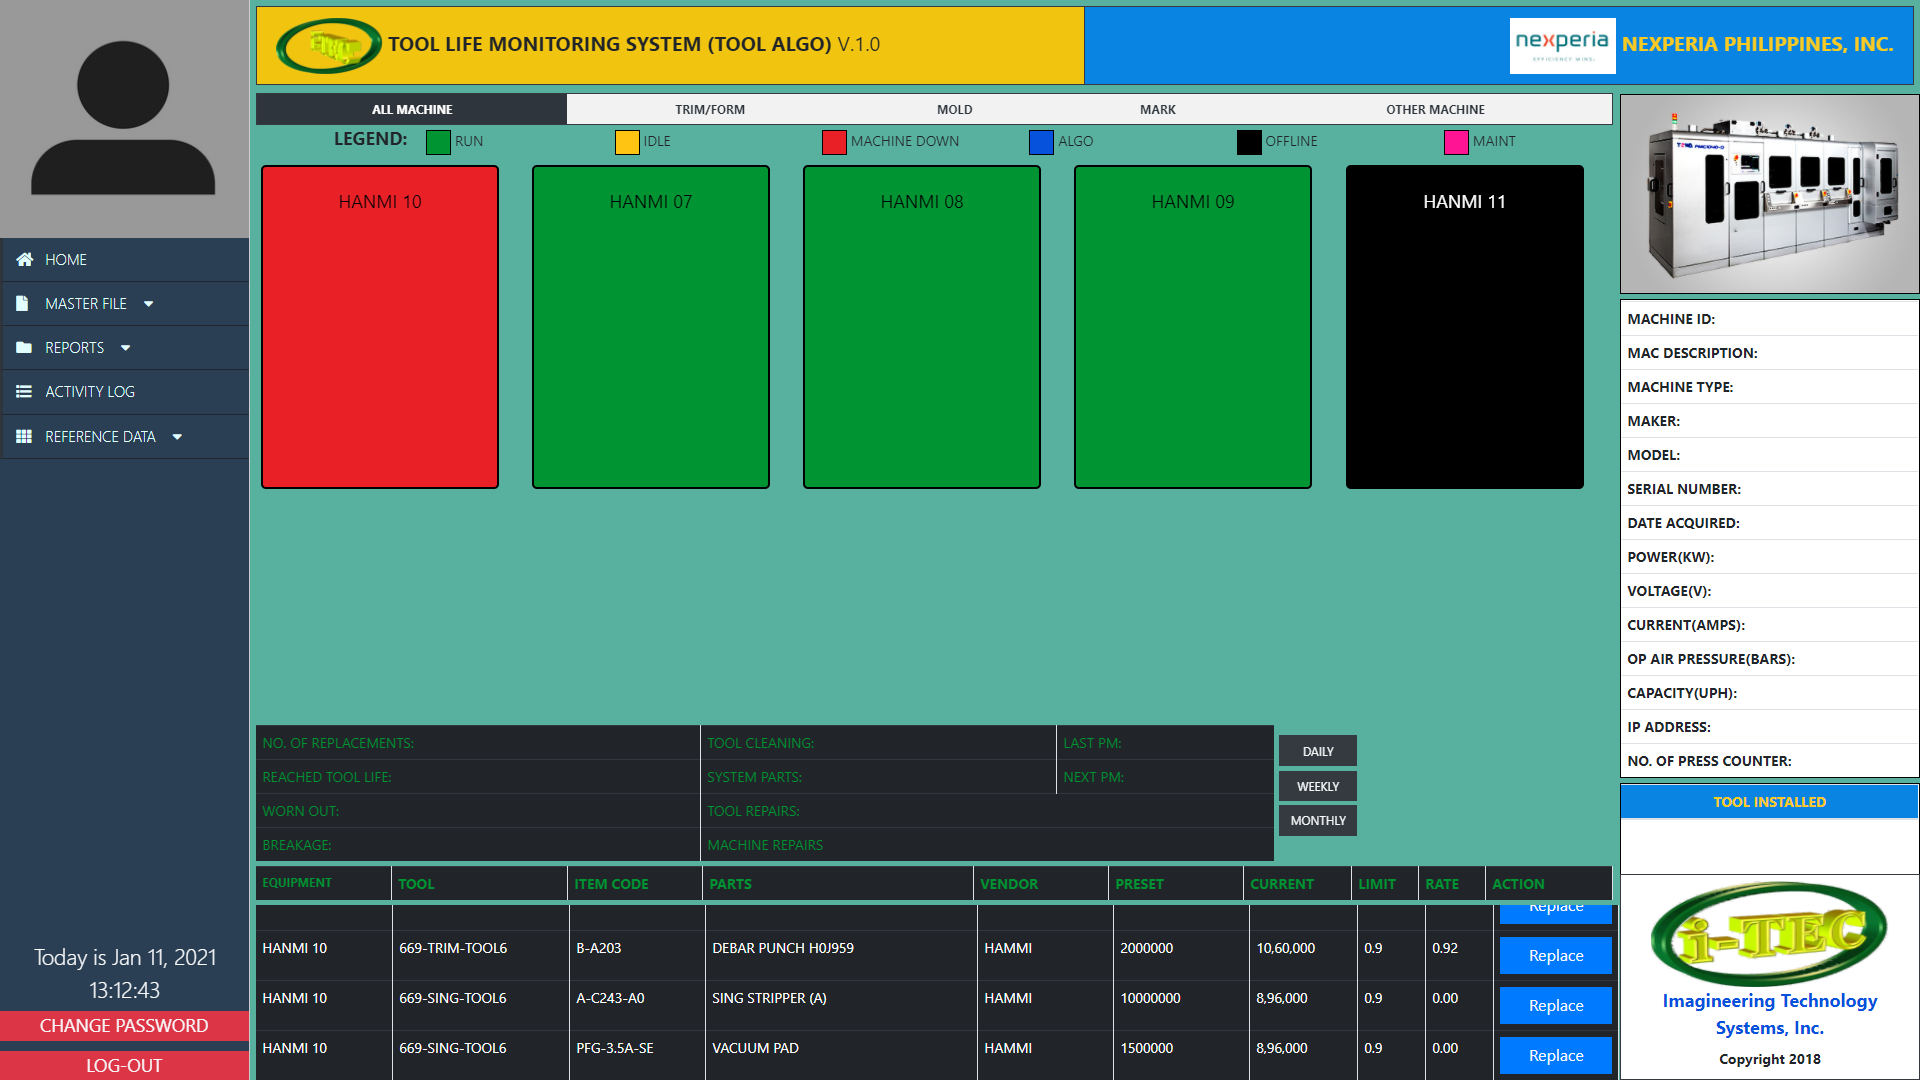 TOOL LIFE MONITORING SYSTEM (TOOL ALGO) V.1.0
nexperia
EFFICIENCY WINS.
NEXPERIA PHILIPPINES, INC.
HOME
MASTER FILE
REPORTS
ACTIVITY LOG
REFERENCE DATA
Today is Jan 11, 2021
13:12:43
CHANGE PASSWORD
LOG-OUT
ALL MACHINE TRIM/FORM MOLD MARK OTHER MACHINE
LEGEND: RUN IDLE MACHINE DOWN ALGO OFFLINE MAINT
HANMI 10 HANMI 07 HANMI 08 HANMI 09 HANMI 11
NO. OF REPLACEMENTS: TOOL CLEANING: LAST PM:
REACHED TOOL LIFE: SYSTEM PARTS: NEXT PM:
WORN OUT: TOOL REPAIRS:
BREAKAGE: MACHINE REPAIRS
DAILY
WEEKLY
MONTHLY
EQUIPMENT TOOL ITEM CODE PARTS VENDOR PRESET CURRENT LIMIT RATE ACTION
Replace
HANMI 10 669-TRIM-TOOL6 B-A203 DEBAR PUNCH H0J959 HAMMI 2000000 10,60,000 0.9 0.92 Replace
HANMI 10 669-SING-TOOL6 A-C243-A0 SING STRIPPER (A) HAMMI 10000000 8,96,000 0.9 0.00 Replace
HANMI 10 669-SING-TOOL6 PFG-3.5A-SE VACUUM PAD HAMMI 1500000 8,96,000 0.9 0.00 Replace
MACHINE ID:
MAC DESCRIPTION:
MACHINE TYPE:
MAKER:
MODEL:
SERIAL NUMBER:
DATE ACQUIRED:
POWER(KW):
VOLTAGE(V):
CURRENT(AMPS):
OP AIR PRESSURE(BARS):
CAPACITY(UPH):
IP ADDRESS:
NO. OF PRESS COUNTER:
TOOL INSTALLED
i-TEC
Imagineering Technology
Systems, Inc.
Copyright 2018